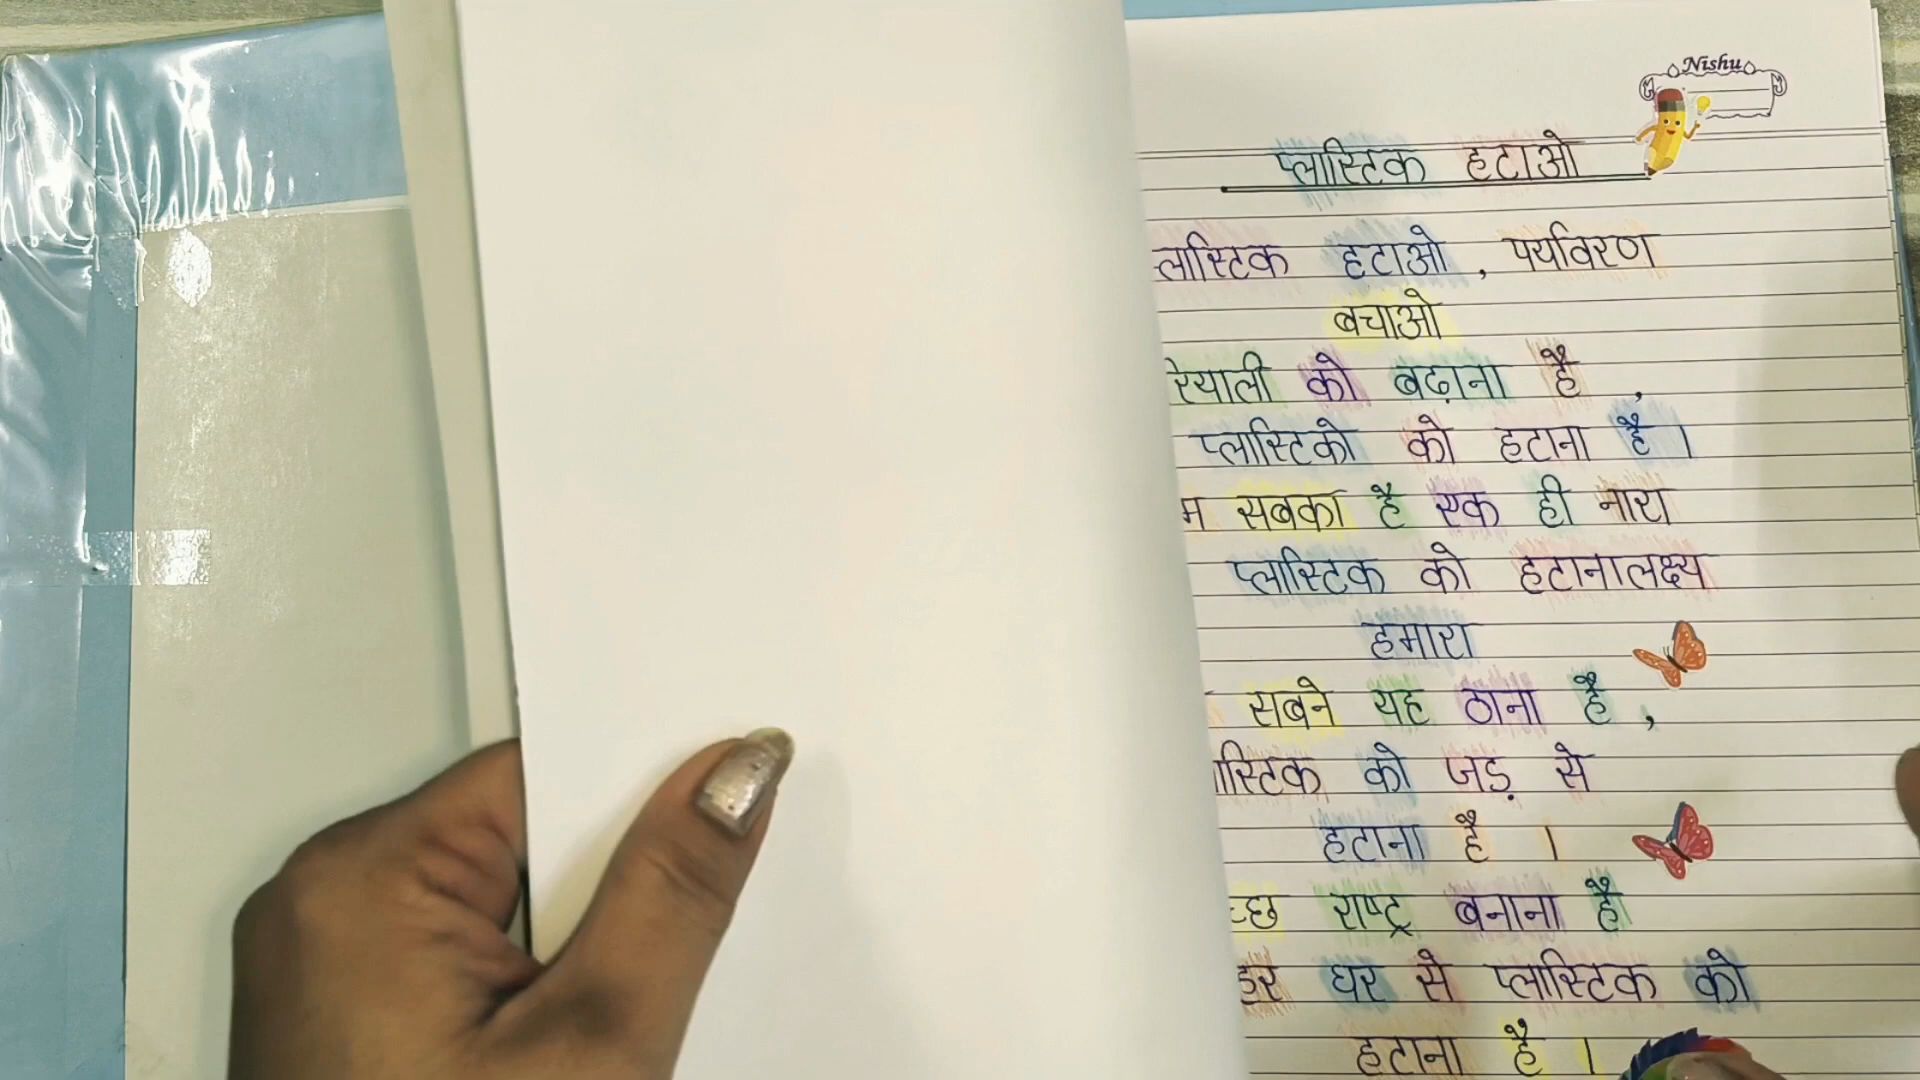 Nishu
प्लास्टिक हटाओ
लास्टिक हटाओ, पर्यावरण
बचाओ
रियाली को बढ़ाना है,
प्लास्टिको को हटाना है।
म सबका है एक ही नारा
प्लास्टिक को हटानालक्ष्य
हमारा
सबने यह ठाना है,
ास्टिक को जड़ से
हटाना है।
च्छ राष्ट्र बनाना है
हर घर से प्लास्टिक को
हटाना है।